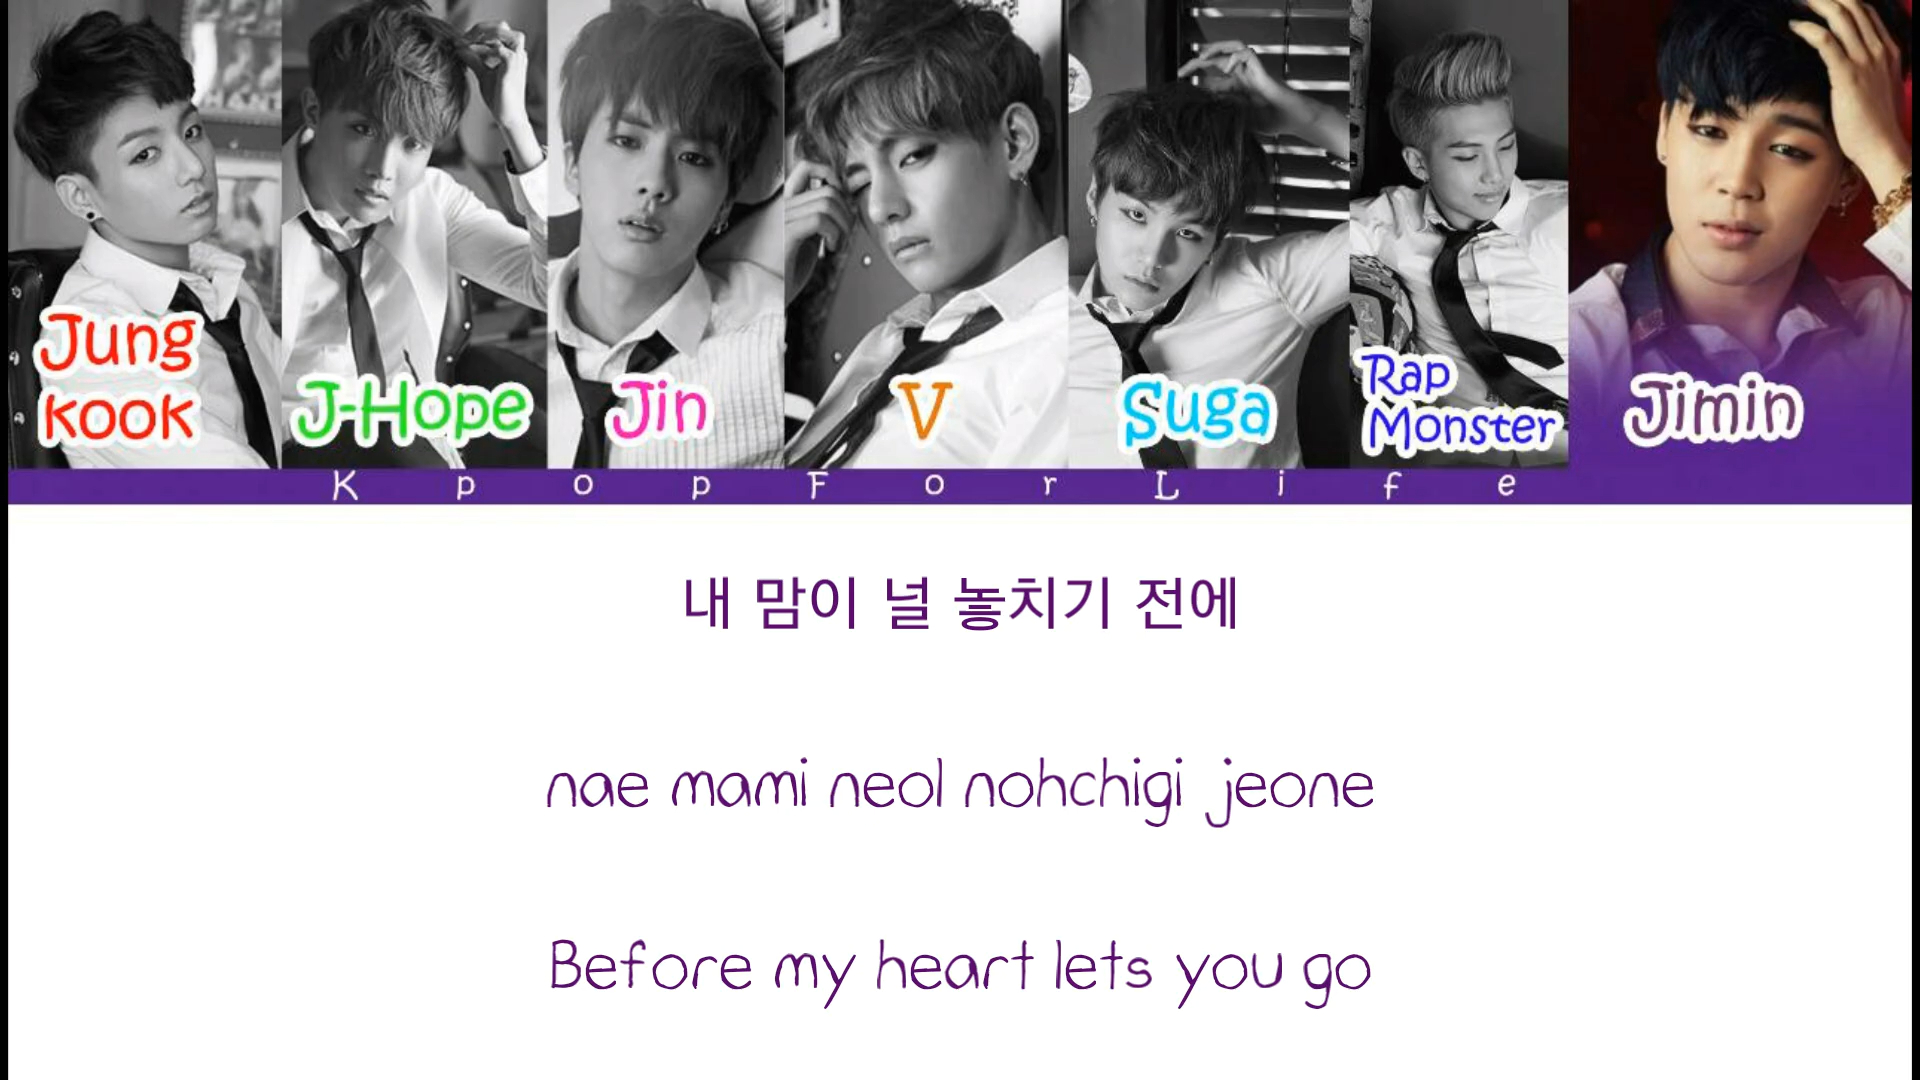 Jung
kook
J-Hope
Jin
V
Suga
Rap
Monster
Jimin
K p o p F o r L i f e
내 맘이 널 놓치기 전에
nae mami neol nohchigi jeone
Before my heart lets you go